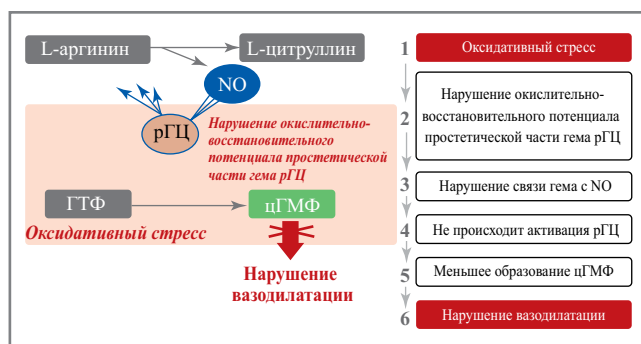 L-аргинин
L-цитруллин
NO
рГЦ
Нарушение окислительно-
восстановительного
потенциала простетической
части гема рГЦ
ГТФ
цГМФ
Оксидативный стресс
Нарушение
вазодилатации
1
Оксидативный стресс
2
Нарушение окислительно-
восстановительного потенциала
простетической части гема рГЦ
3
Нарушение связи гема с NO
4
Не происходит активация рГЦ
5
Меньшее образование цГМФ
6
Нарушение вазодилатации